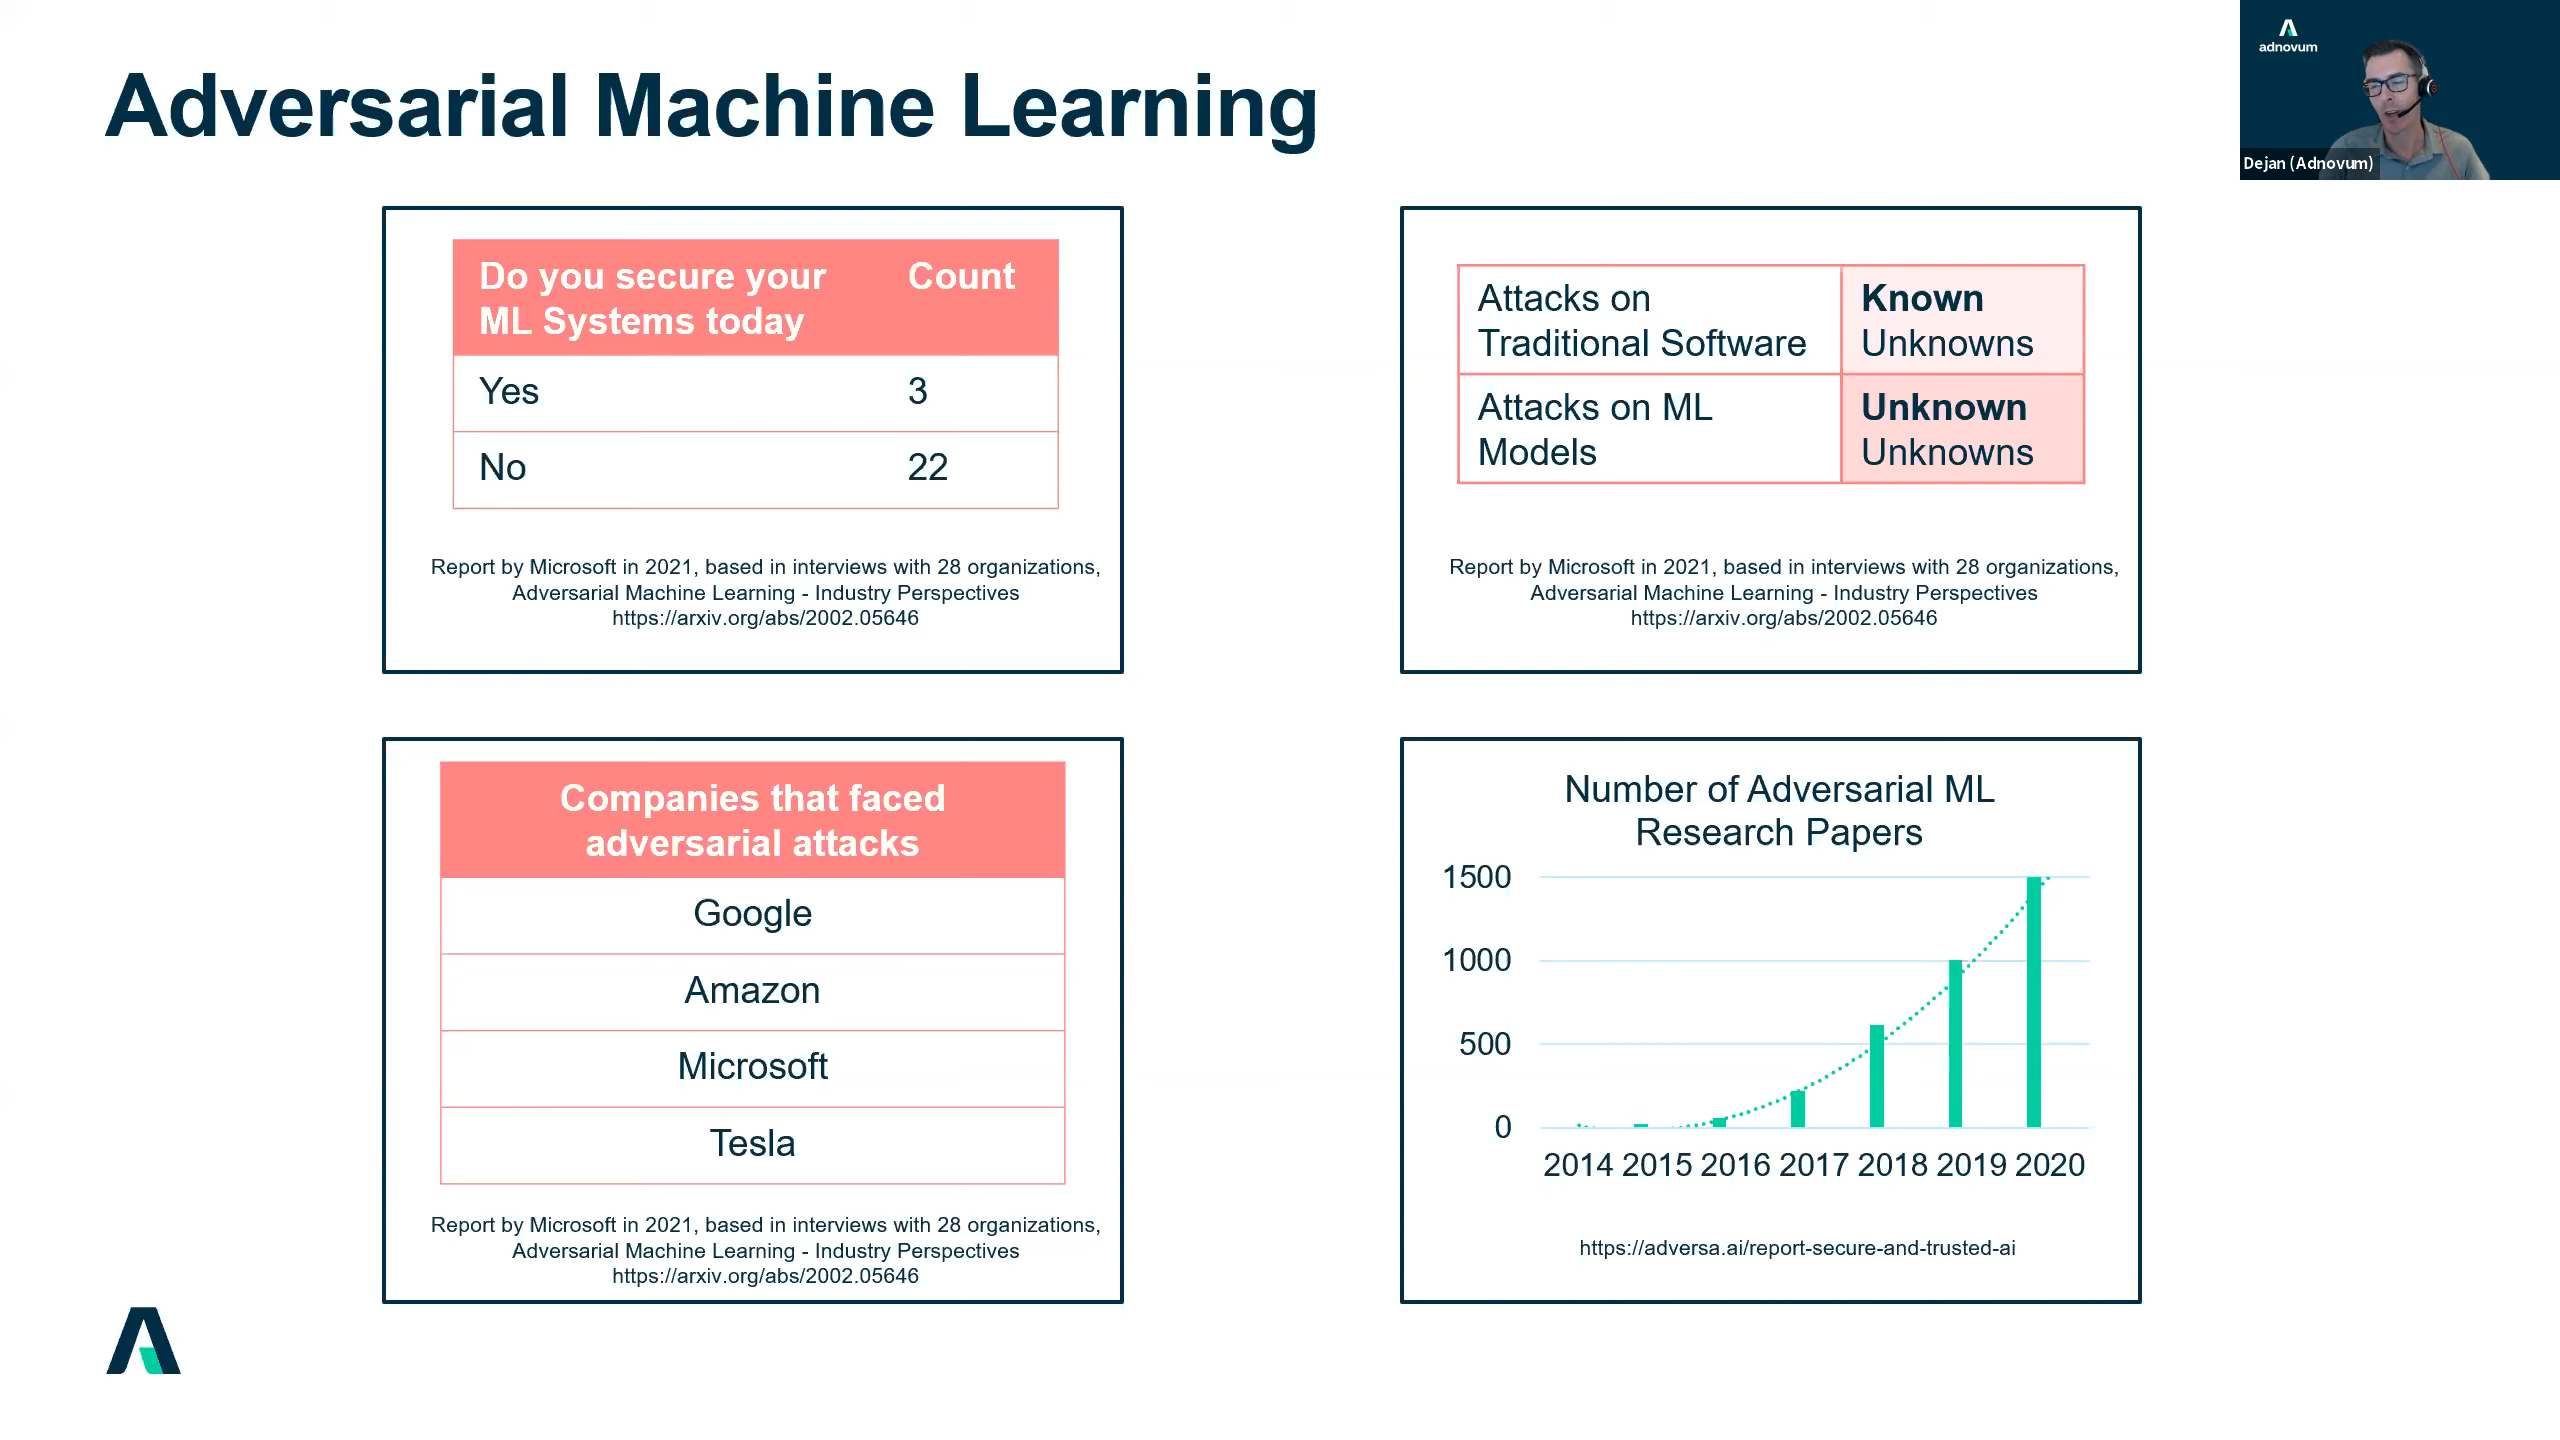 Adversarial Machine Learning
adnovum
Dejan (Adnovum)
Do you secure your Count
ML Systems today
Yes 3
No 22
Report by Microsoft in 2021, based in interviews with 28 organizations,
Adversarial Machine Learning - Industry Perspectives
https://arxiv.org/abs/2002.05646
Attacks on Known
Traditional Software Unknowns
Attacks on ML Unknown
Models Unknowns
Report by Microsoft in 2021, based in interviews with 28 organizations,
Adversarial Machine Learning - Industry Perspectives
https://arxiv.org/abs/2002.05646
Companies that faced
adversarial attacks
Google
Amazon
Microsoft
Tesla
Report by Microsoft in 2021, based in interviews with 28 organizations,
Adversarial Machine Learning - Industry Perspectives
https://arxiv.org/abs/2002.05646
Number of Adversarial ML
Research Papers
1500
1000
500
0
2014 2015 2016 2017 2018 2019 2020
https://adversa.ai/report-secure-and-trusted-ai